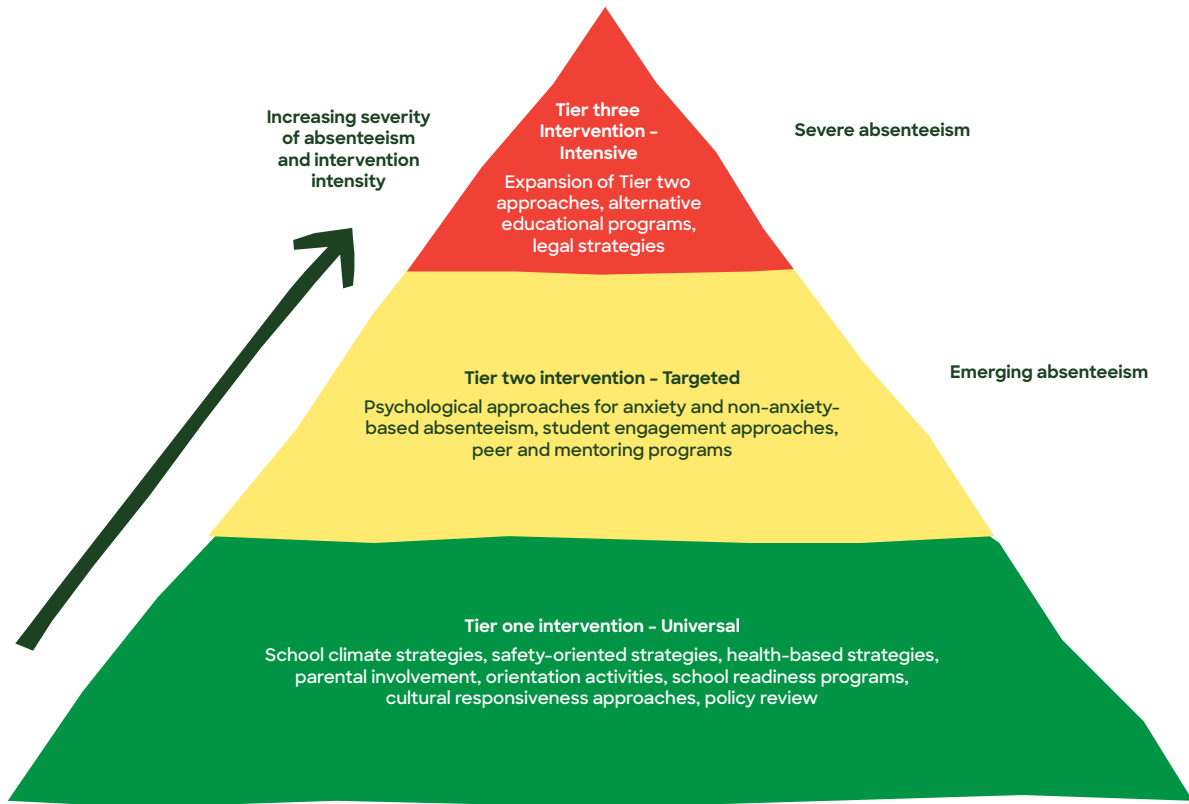 Increasing severity
of absenteeism
and intervention
intensity
Tier three
Intervention –
Intensive
Expansion of Tier two
approaches, alternative
educational programs,
legal strategies
Severe absenteeism
Tier two intervention – Targeted
Psychological approaches for anxiety and non-anxiety-
based absenteeism, student engagement approaches,
peer and mentoring programs
Emerging absenteeism
Tier one intervention – Universal
School climate strategies, safety-oriented strategies, health-based strategies,
parental involvement, orientation activities, school readiness programs,
cultural responsiveness approaches, policy review